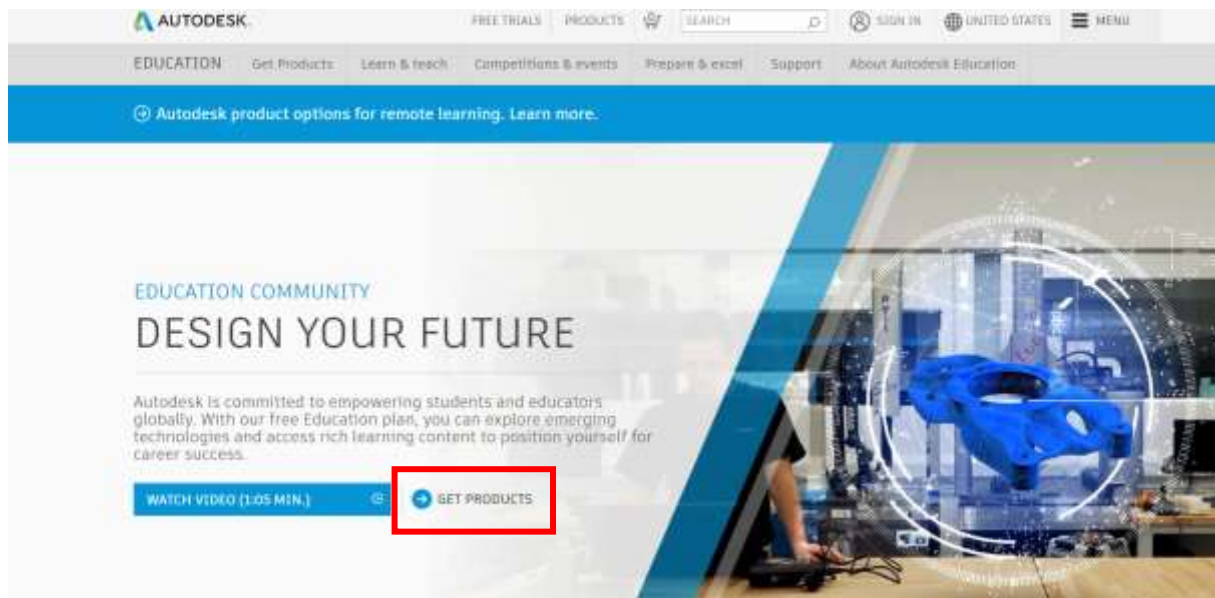 AUTODESK.
FREE TRIALS PRODUCTS SEARCH SIGN IN UNITED STATES MENU
EDUCATION Get Products Learn & teach Competitions & events Prepare & excel Support About Autodesk Education
Autodesk product options for remote learning. Learn more.
EDUCATION COMMUNITY
DESIGN YOUR FUTURE
Autodesk is committed to empowering students and educators
globally. With our free Education plan, you can explore emerging
technologies and access rich learning content to position yourself for
career success.
WATCH VIDEO (1:05 MIN.) GET PRODUCTS